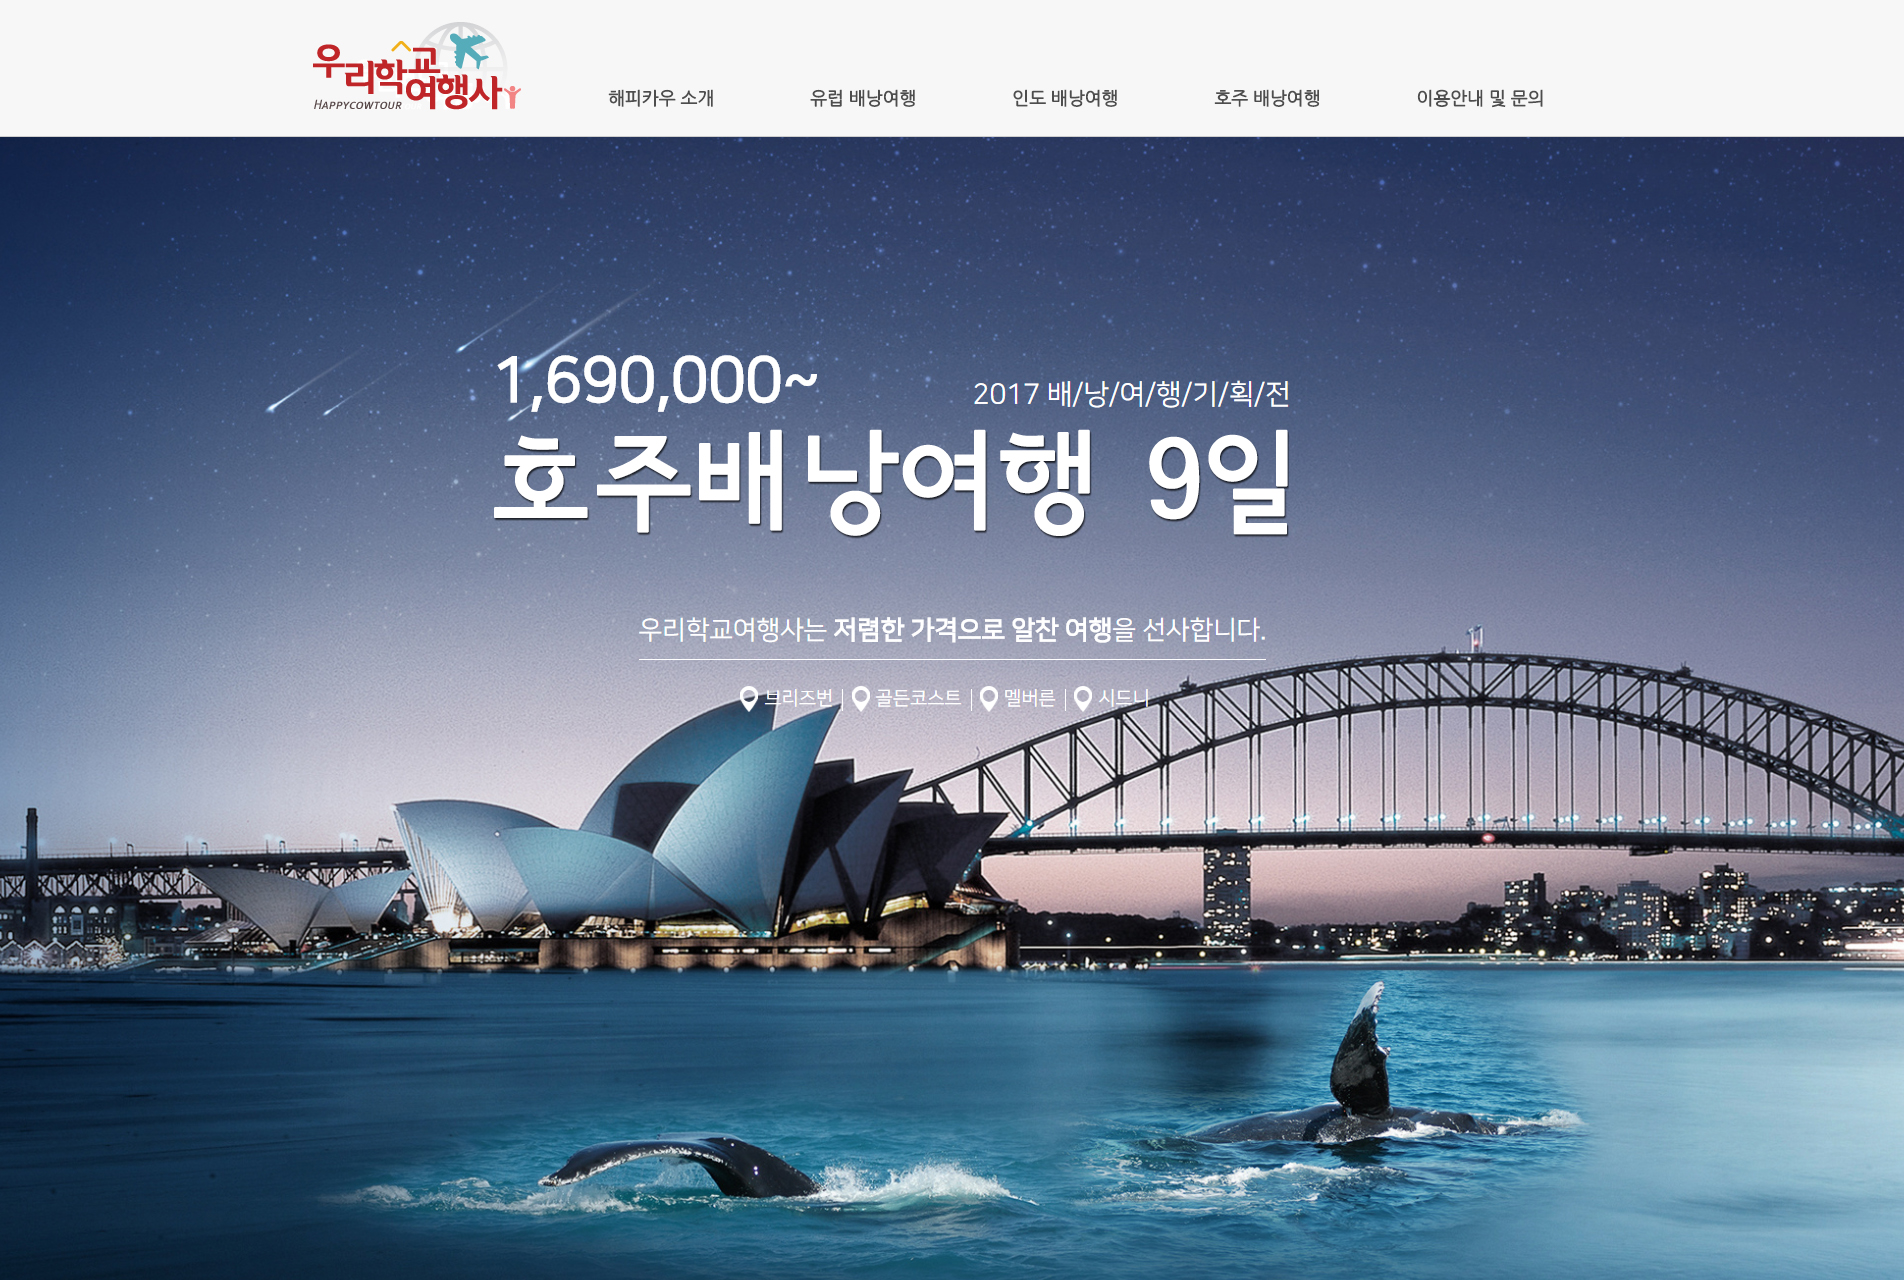 우리학교
여행사
HAPPYCOWTOUR
해피카우 소개
유럽 배낭여행
인도 배낭여행
호주 배낭여행
이용안내 및 문의
1,690,000~
2017 배/낭/여/행/기/획/전
호주배낭여행 9일
우리학교여행사는 저렴한 가격으로 알찬 여행을 선사합니다.
브리즈번 | 골든코스트 | 멜버른 | 시드니